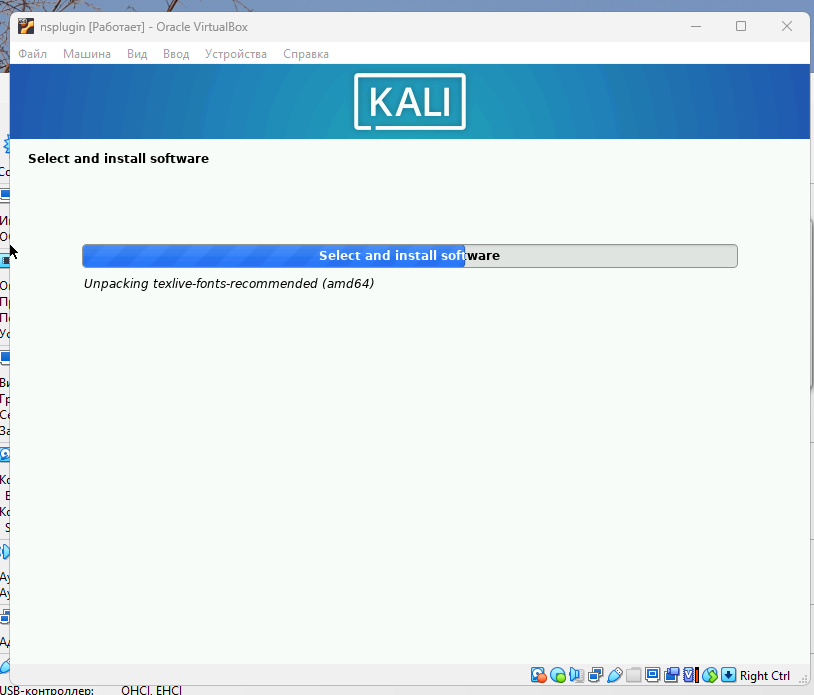 nsplugin [Работает] - Oracle VirtualBox
Файл Машина Вид Ввод Устройства Справка
KALI
Select and install software
Select and install software
Unpacking texlive-fonts-recommended (amd64)
Right Ctrl
USB-контроллер: OHCI, EHCI